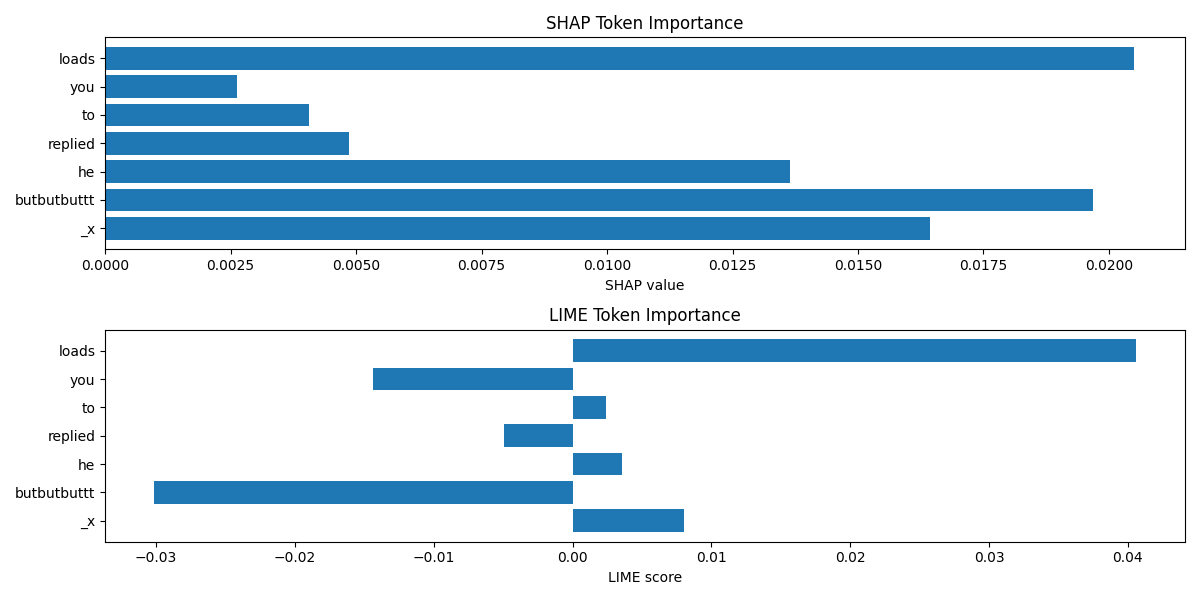 SHAP Token Importance
loads
you
to
replied
he
butbutbuttt
_x
0.0000 0.0025 0.0050 0.0075 0.0100 0.0125 0.0150 0.0175 0.0200
SHAP value
LIME Token Importance
loads
you
to
replied
he
butbutbuttt
_x
−0.03 −0.02 −0.01 0.00 0.01 0.02 0.03 0.04
LIME score